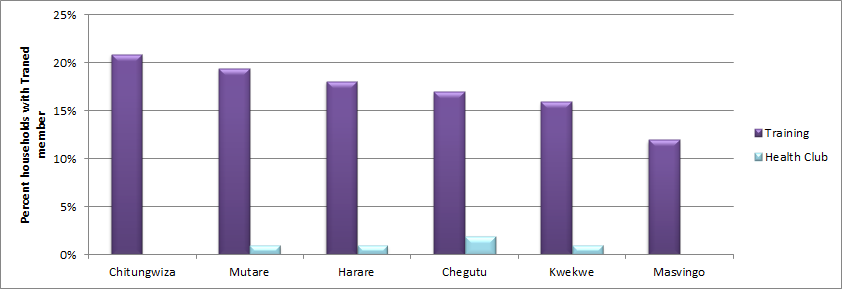 25%
20%
15%
10%
5%
0%
Percent households with Traned
member
Chitungwiza
Mutare
Harare
Chegutu
Kwekwe
Masvingo
Training
Health Club